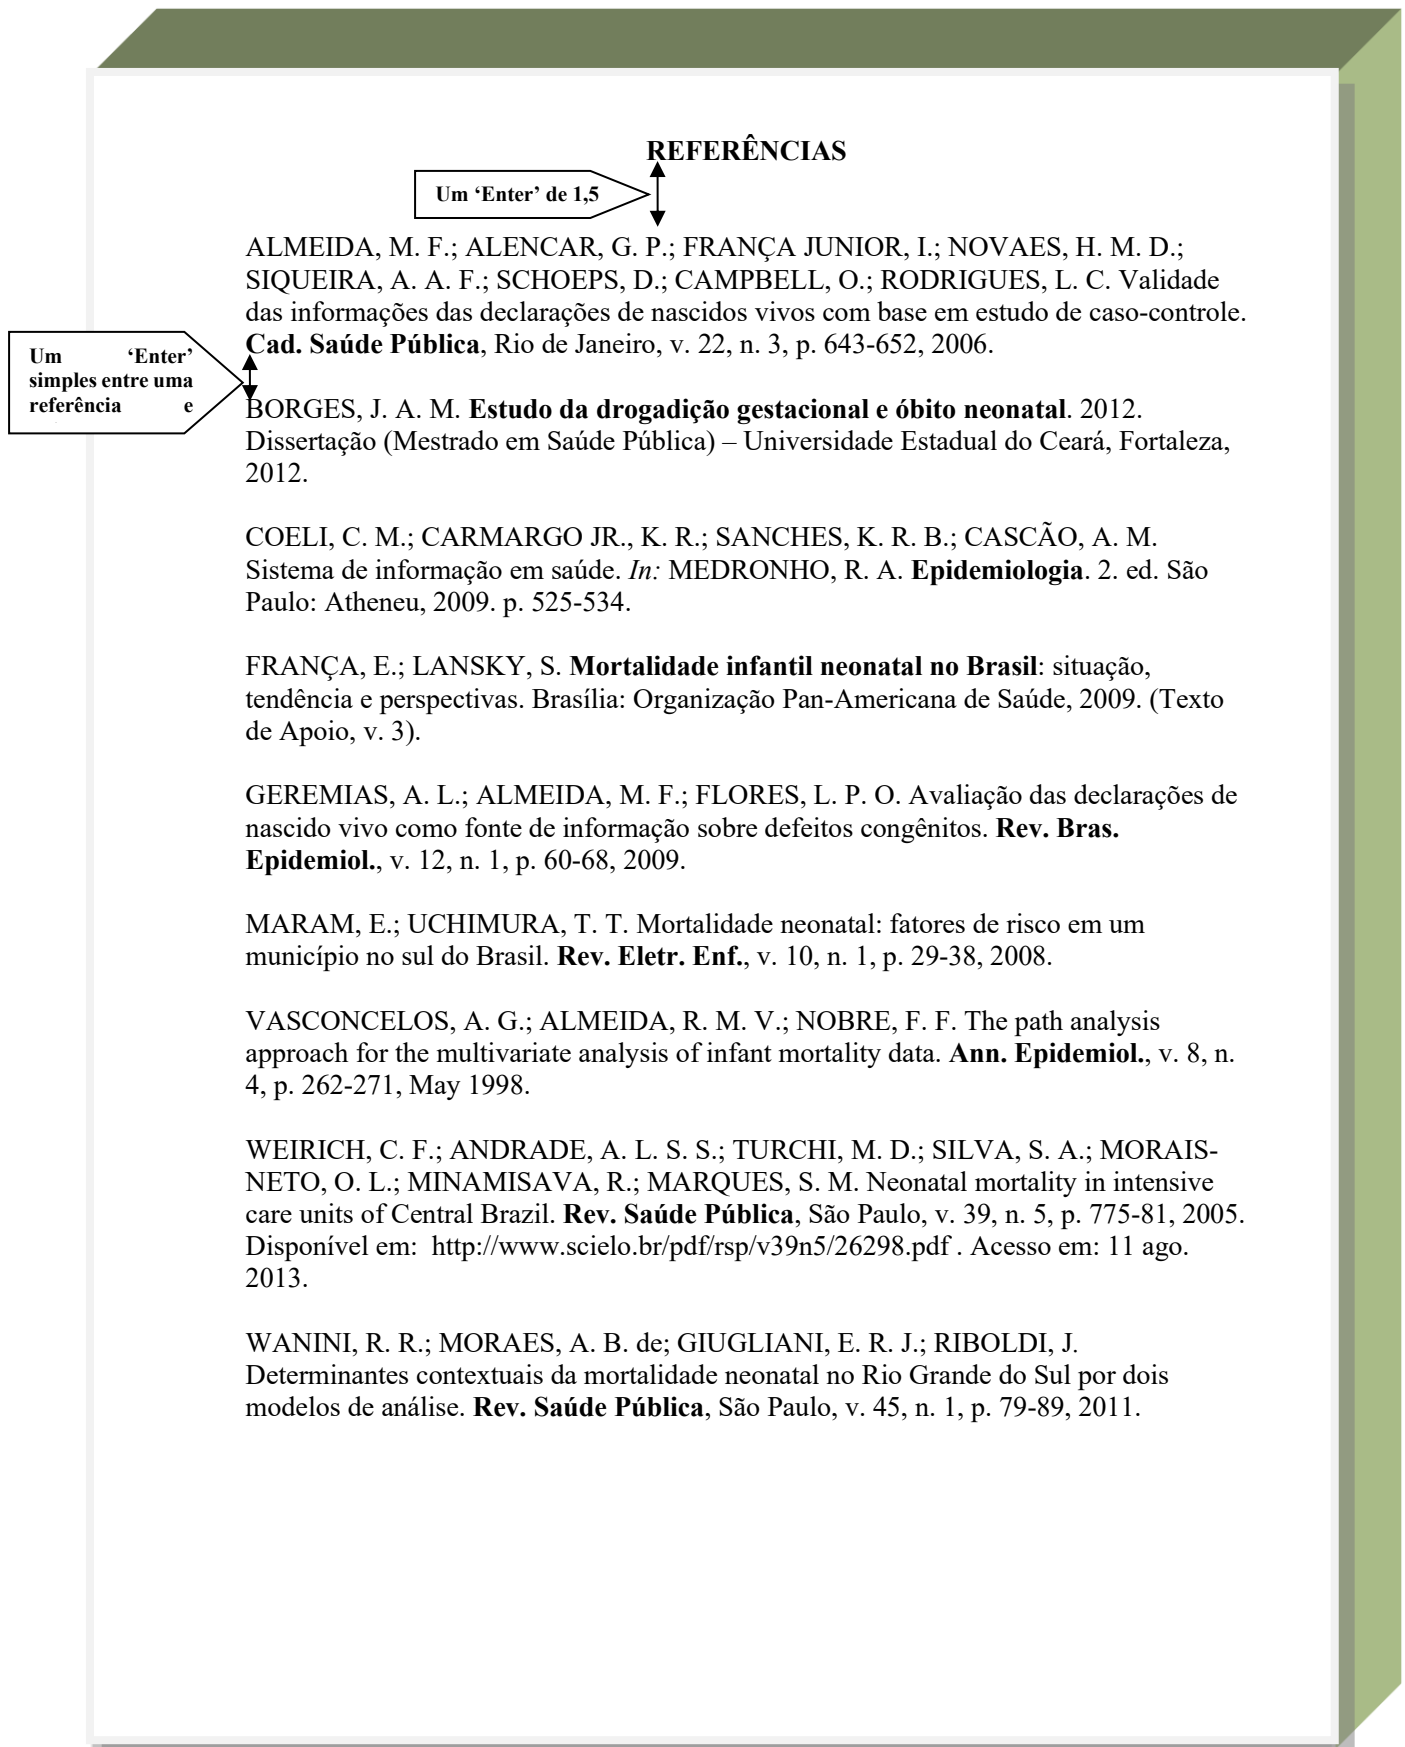 REFERÊNCIAS
Um ‘Enter’ de 1,5
ALMEIDA, M. F.; ALENCAR, G. P.; FRANÇA JUNIOR, I.; NOVAES, H. M. D.;
SIQUEIRA, A. A. F.; SCHOEPS, D.; CAMPBELL, O.; RODRIGUES, L. C. Validade
das informações das declarações de nascidos vivos com base em estudo de caso-controle.
Cad. Saúde Pública, Rio de Janeiro, v. 22, n. 3, p. 643-652, 2006.
Um ‘Enter’
simples entre uma
referência e
BORGES, J. A. M. Estudo da drogadição gestacional e óbito neonatal. 2012.
Dissertação (Mestrado em Saúde Pública) – Universidade Estadual do Ceará, Fortaleza,
2012.
COELI, C. M.; CARMARGO JR., K. R.; SANCHES, K. R. B.; CASCÃO, A. M.
Sistema de informação em saúde. In: MEDRONHO, R. A. Epidemiologia. 2. ed. São
Paulo: Atheneu, 2009. p. 525-534.
FRANÇA, E.; LANSKY, S. Mortalidade infantil neonatal no Brasil: situação,
tendência e perspectivas. Brasília: Organização Pan-Americana de Saúde, 2009. (Texto
de Apoio, v. 3).
GEREMIAS, A. L.; ALMEIDA, M. F.; FLORES, L. P. O. Avaliação das declarações de
nascido vivo como fonte de informação sobre defeitos congênitos. Rev. Bras.
Epidemiol., v. 12, n. 1, p. 60-68, 2009.
MARAM, E.; UCHIMURA, T. T. Mortalidade neonatal: fatores de risco em um
município no sul do Brasil. Rev. Eletr. Enf., v. 10, n. 1, p. 29-38, 2008.
VASCONCELOS, A. G.; ALMEIDA, R. M. V.; NOBRE, F. F. The path analysis
approach for the multivariate analysis of infant mortality data. Ann. Epidemiol., v. 8, n.
4, p. 262-271, May 1998.
WEIRICH, C. F.; ANDRADE, A. L. S. S.; TURCHI, M. D.; SILVA, S. A.; MORAIS-
NETO, O. L.; MINAMISAVA, R.; MARQUES, S. M. Neonatal mortality in intensive
care units of Central Brazil. Rev. Saúde Pública, São Paulo, v. 39, n. 5, p. 775-81, 2005.
Disponível em:  http://www.scielo.br/pdf/rsp/v39n5/26298.pdf . Acesso em: 11 ago.
2013.
WANINI, R. R.; MORAES, A. B. de; GIUGLIANI, E. R. J.; RIBOLDI, J.
Determinantes contextuais da mortalidade neonatal no Rio Grande do Sul por dois
modelos de análise. Rev. Saúde Pública, São Paulo, v. 45, n. 1, p. 79-89, 2011.